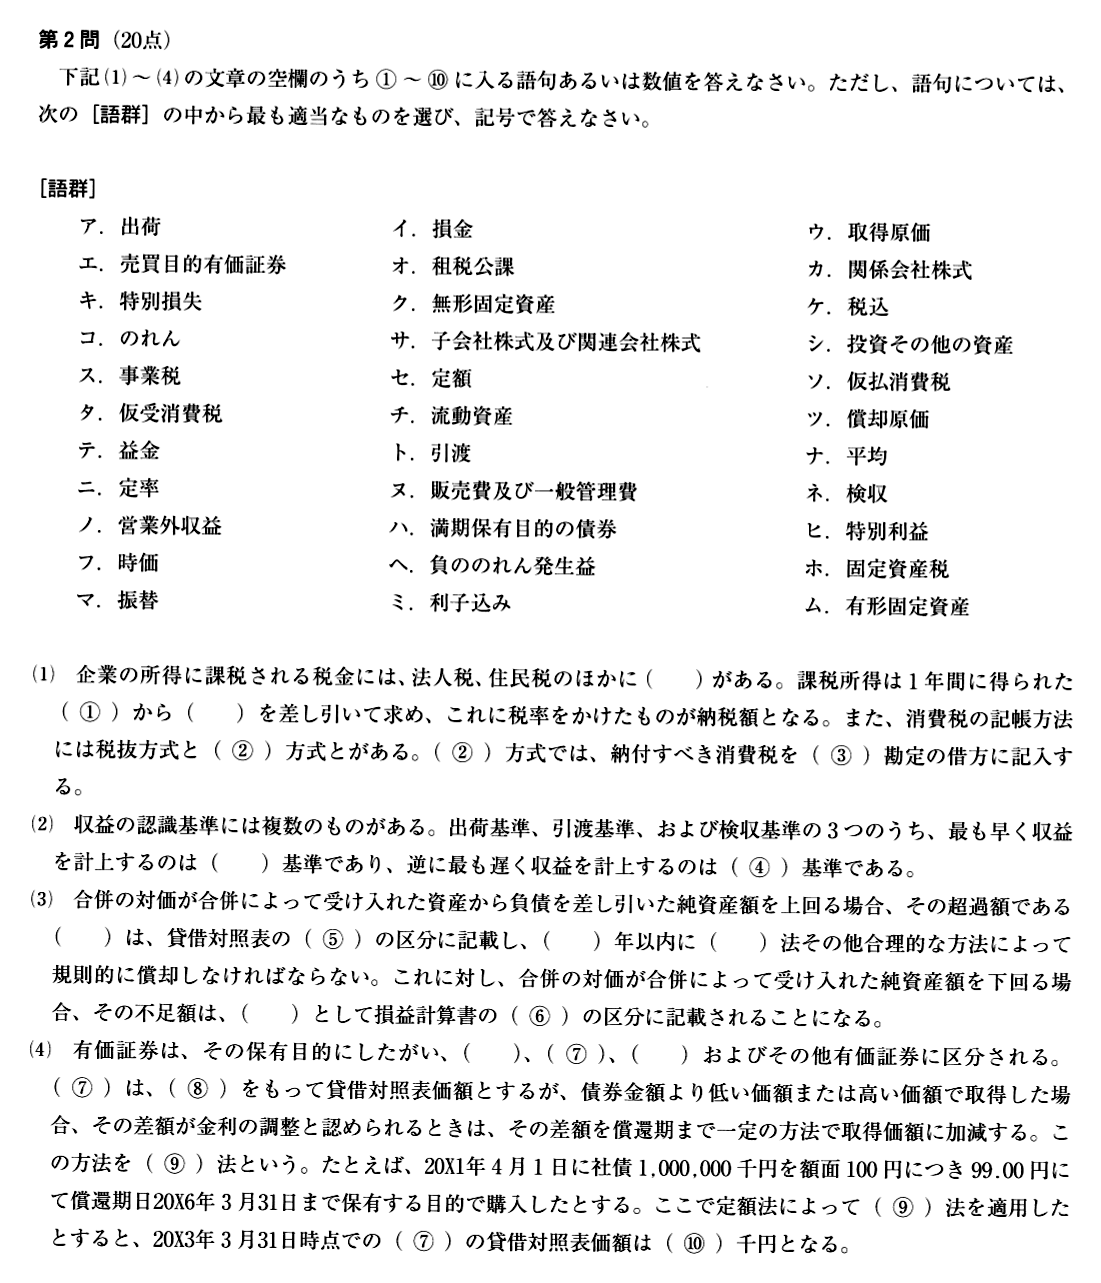 第2問（20点）
下記(1)～(4)の文章の空欄のうち①～⑩に入る語句あるいは数値を答えなさい。ただし、語句については、
次の［語群］の中から最も適当なものを選び、記号で答えなさい。
［語群］
ア．出荷　イ．損金　ウ．取得原価
エ．売買目的有価証券　オ．租税公課　カ．関係会社株式
キ．特別損失　ク．無形固定資産　ケ．税込
コ．のれん　サ．子会社株式及び関連会社株式　シ．投資その他の資産
ス．事業税　セ．定額　ソ．仮払消費税
タ．仮受消費税　チ．流動資産　ツ．償却原価
テ．益金　ト．引渡　ナ．平均
ニ．定率　ヌ．販売費及び一般管理費　ネ．検収
ノ．営業外収益　ハ．満期保有目的の債券　ヒ．特別利益
フ．時価　ヘ．負ののれん発生益　ホ．固定資産税
マ．振替　ミ．利子込み　ム．有形固定資産
(1)　企業の所得に課税される税金には、法人税、住民税のほかに（　　）がある。課税所得は1年間に得られた
（①）から（　　）を差し引いて求め、これに税率をかけたものが納税額となる。また、消費税の記帳方法
には税抜方式と（②）方式とがある。（②）方式では、納付すべき消費税を（③）勘定の借方に記入す
る。
(2)　収益の認識基準には複数のものがある。出荷基準、引渡基準、および検収基準の3つのうち、最も早く収益
を計上するのは（　　）基準であり、逆に最も遅く収益を計上するのは（④）基準である。
(3)　合併の対価が合併によって受け入れた資産から負債を差し引いた純資産額を上回る場合、その超過額である
（　　）は、貸借対照表の（⑤）の区分に記載し、（　　）年以内に（　　）法その他合理的な方法によって
規則的に償却しなければならない。これに対し、合併の対価が合併によって受け入れた純資産額を下回る場
合、その不足額は、（　　）として損益計算書の（⑥）の区分に記載されることになる。
(4)　有価証券は、その保有目的にしたがい、（　　）、（⑦）、（　　）およびその他有価証券に区分される。
（⑦）は、（⑧）をもって貸借対照表価額とするが、債券金額より低い価額または高い価額で取得した場
合、その差額が金利の調整と認められるときは、その差額を償還期まで一定の方法で取得価額に加減する。こ
の方法を（⑨）法という。たとえば、20X1年4月1日に社債1,000,000千円を額面100円につき99.00円に
て償還期日20X6年3月31日まで保有する目的で購入したとする。ここで定額法によって（⑨）法を適用した
とすると、20X3年3月31日時点での（⑦）の貸借対照表価額は（⑩）千円となる。